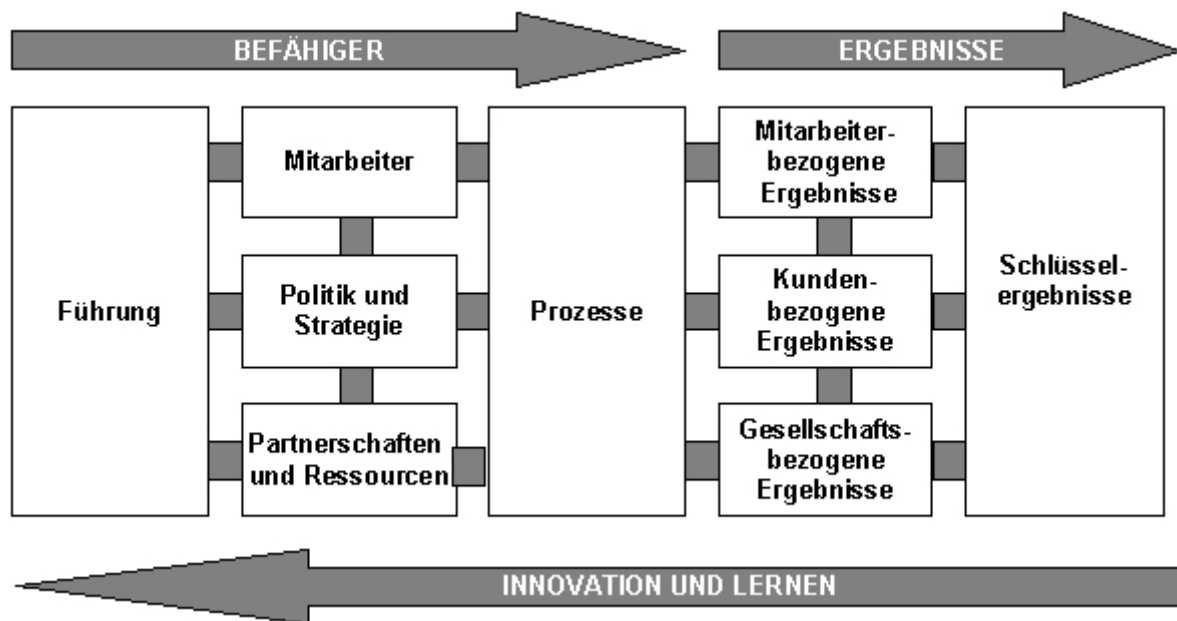 BEFÄHIGER
ERGEBNISSE
Führung
Mitarbeiter
Politik und
Strategie
Partnerschaften
und Ressourcen
Prozesse
Mitarbeiter-
bezogene
Ergebnisse
Kunden-
bezogene
Ergebnisse
Gesellschafts-
bezogene
Ergebnisse
Schlüssel-
ergebnisse
INNOVATION UND LERNEN